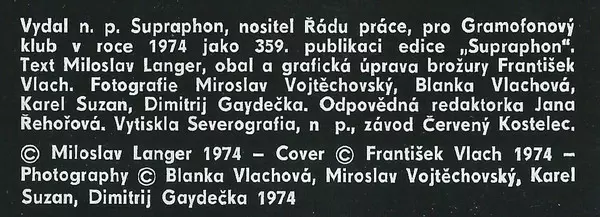 Vydal n. p. Supraphon, nositel Řádu práce, pro Gramofonový
klub v roce 1974 jako 359. publikaci edice „Supraphon“.
Text Miloslav Langer, obal a grafická úprava brožury František
Vlach. Fotografie Miroslav Vojtěchovský, Blanka Vlachová,
Karel Suzan, Dimitrij Gaydečka. Odpovědná redaktorka Jana
Řehořová. Vytiskla Severografia, n p., závod Červený Kostelec.
© Miloslav Langer 1974 – Cover © František Vlach 1974 –
Photography © Blanka Vlachová, Miroslav Vojtěchovský, Karel
Suzan, Dimitrij Gaydečka 1974